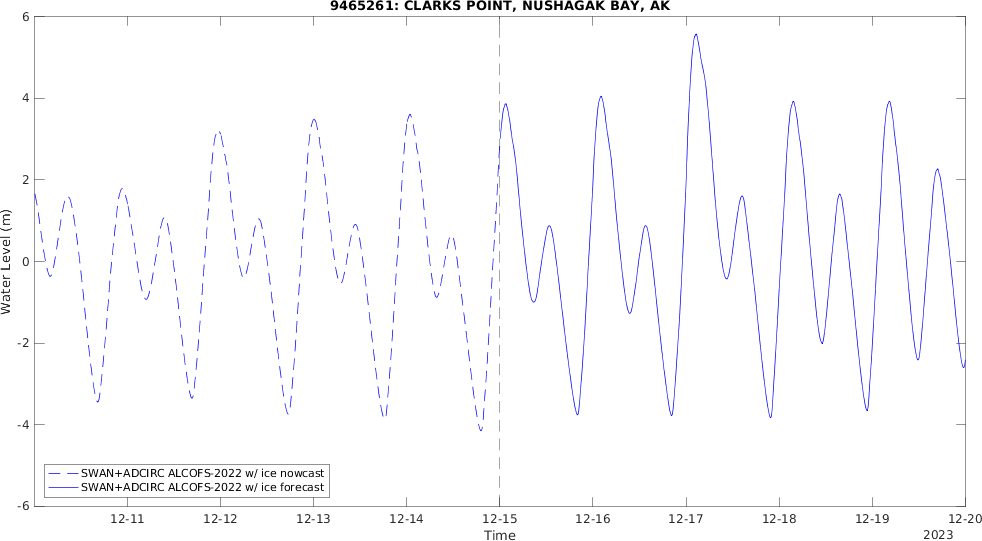 9465261: CLARKS POINT, NUSHAGAK BAY, AK
6
4
2
0
-2
-4
-6
Water Level (m)
SWAN+ADCIRC ALCOFS-2022 w/ ice nowcast
SWAN+ADCIRC ALCOFS-2022 w/ ice forecast
12-11 12-12 12-13 12-14 12-15 12-16 12-17 12-18 12-19 12-20
Time
2023